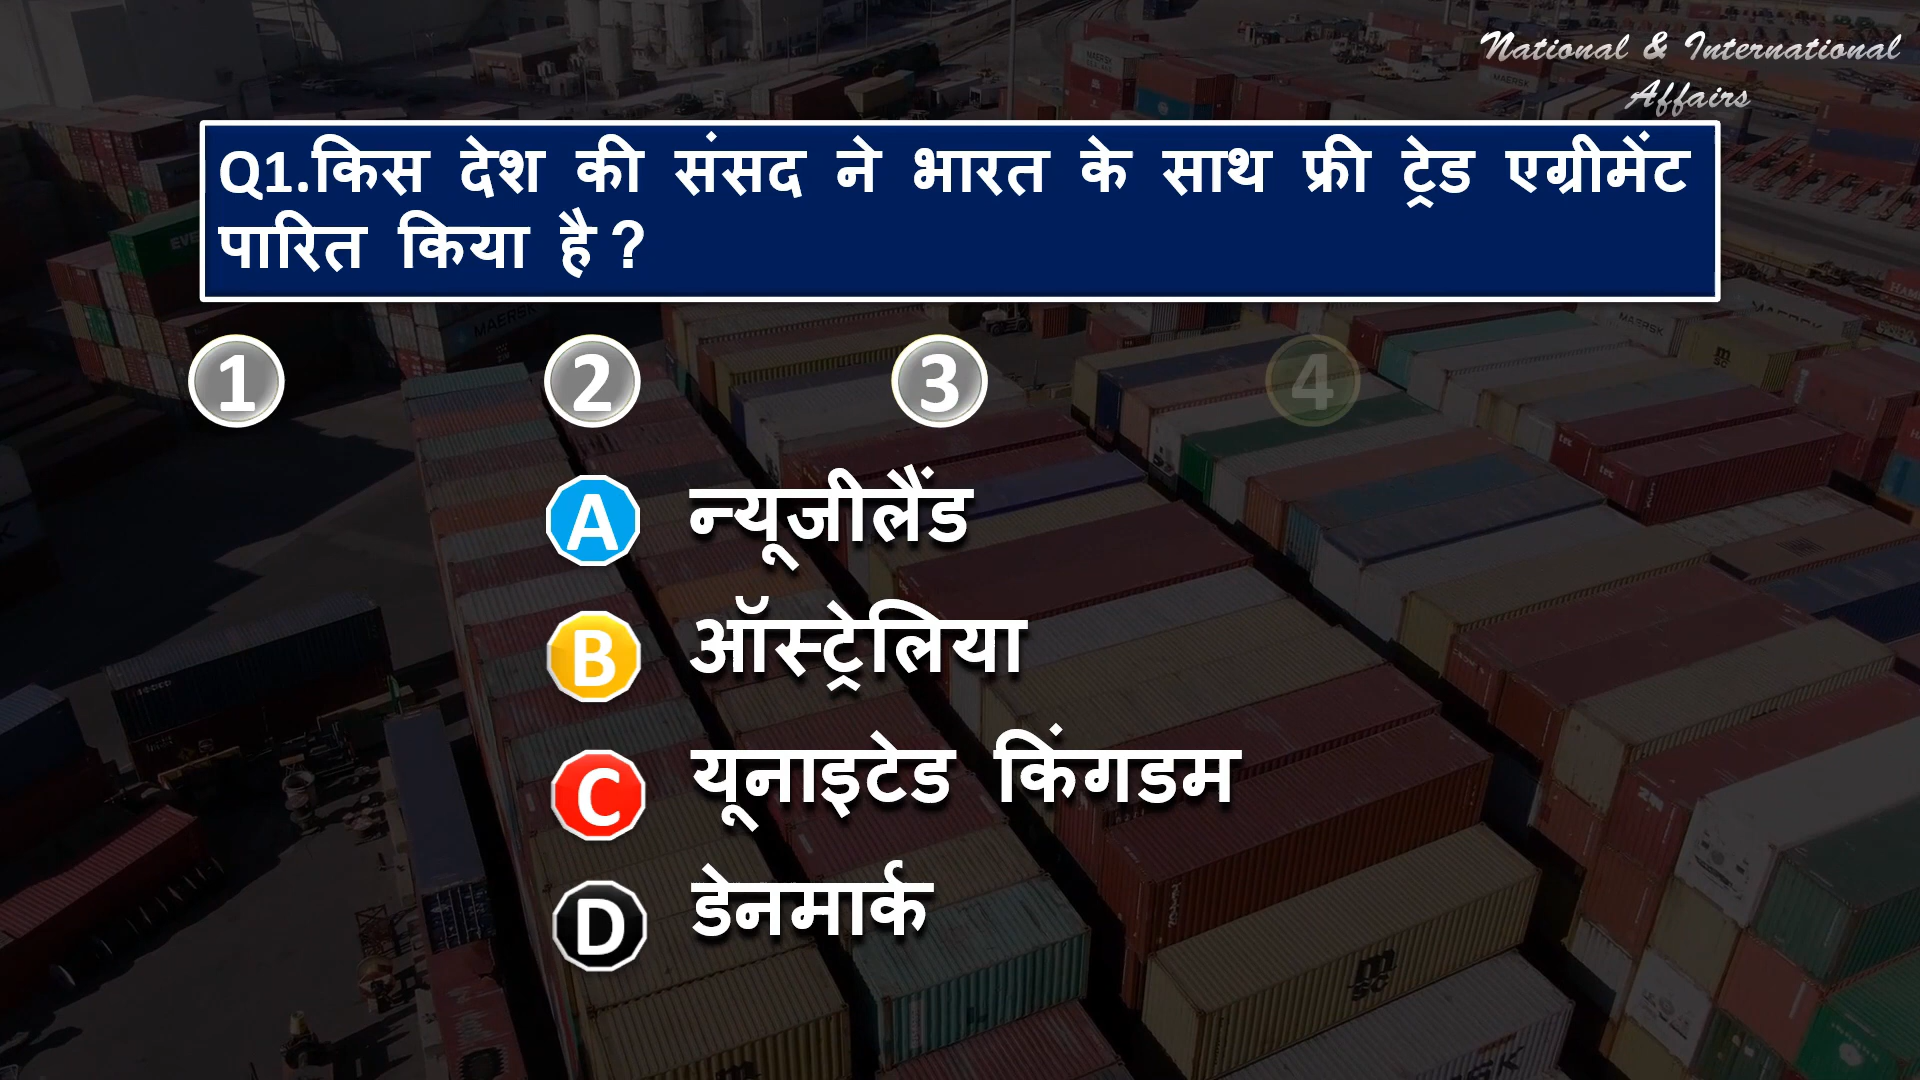 National & International
Affairs
Q1.किस देश की संसद ने भारत के साथ फ्री ट्रेड एग्रीमेंट
पारित किया है ?
1 2 3 4
A न्यूजीलैंड
B ऑस्ट्रेलिया
C यूनाइटेड किंगडम
D डेनमार्क